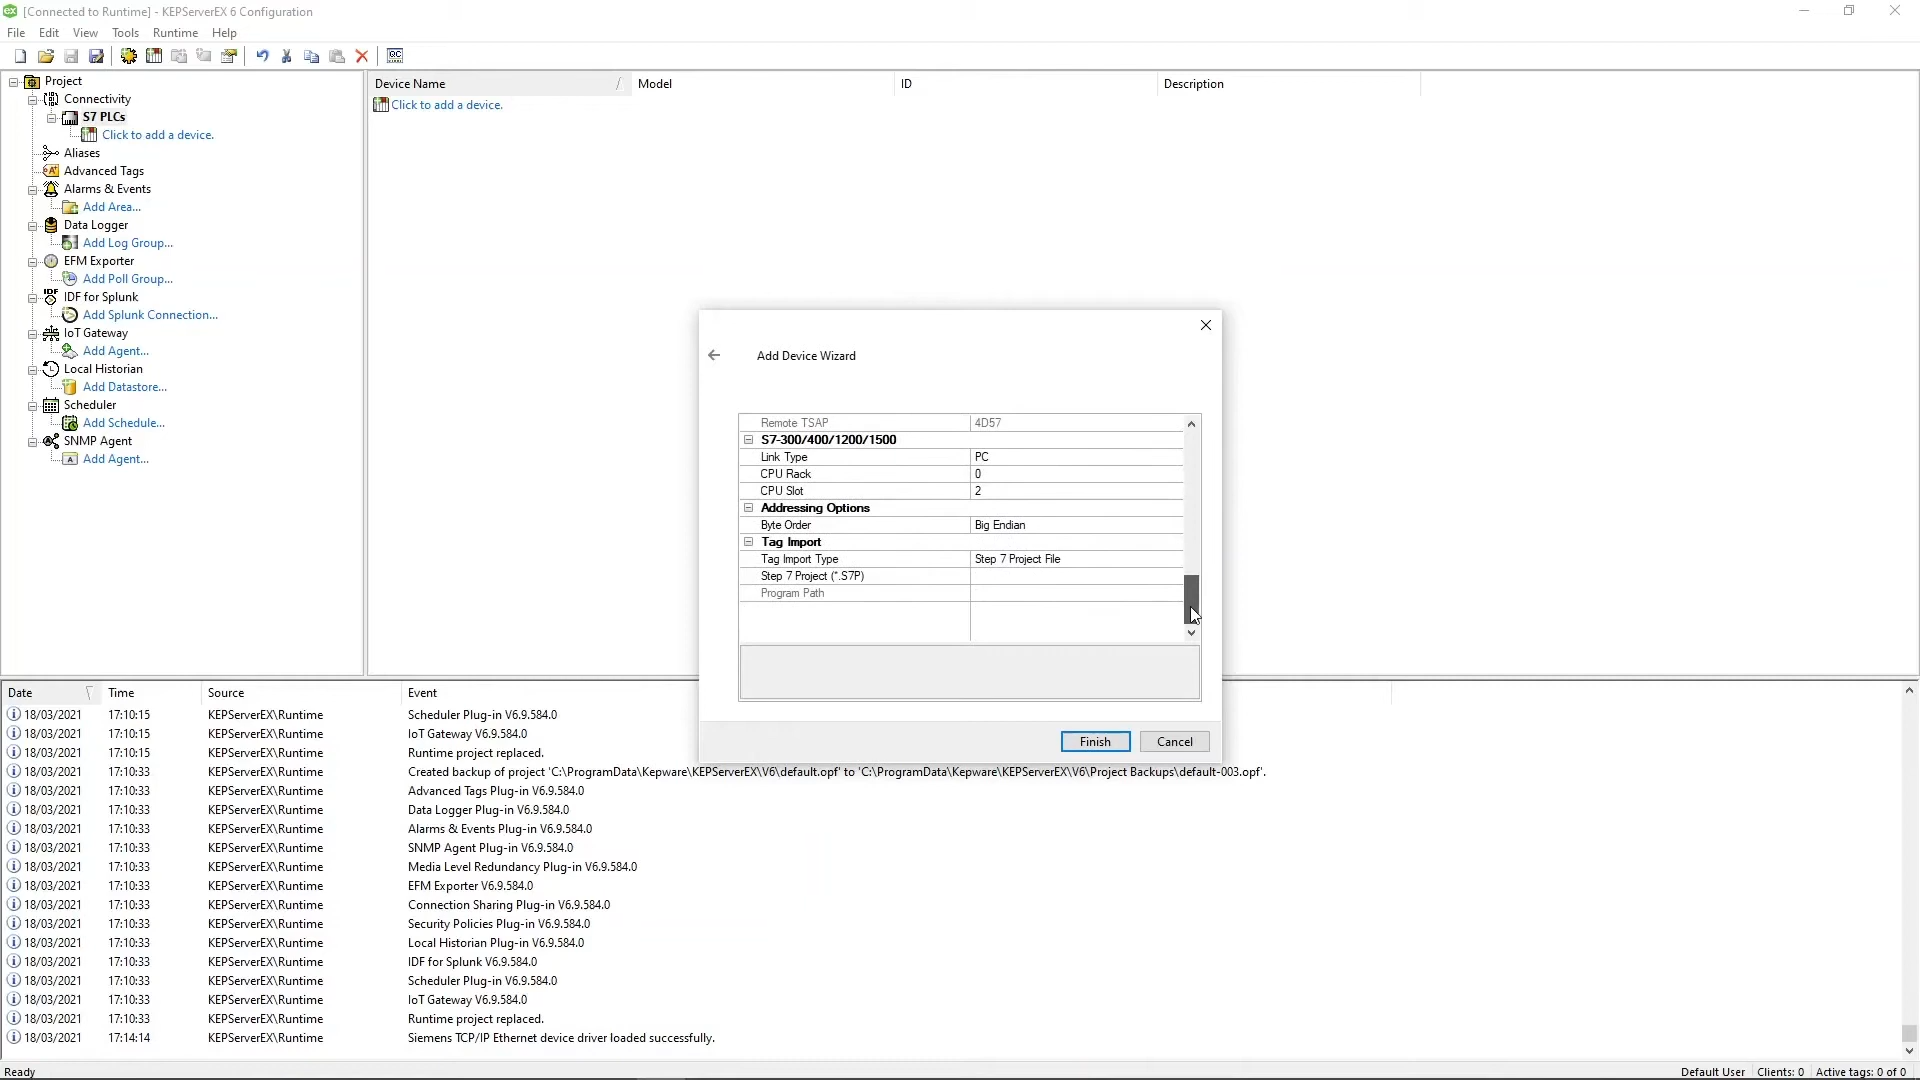 [Connected to Runtime] - KEPServerEX 6 Configuration
File Edit View Tools Runtime Help
Project
Connectivity
S7 PLCs
Click to add a device.
Aliases
Advanced Tags
Alarms & Events
Add Area...
Data Logger
Add Log Group...
EFM Exporter
Add Poll Group...
IDF for Splunk
Add Splunk Connection...
IoT Gateway
Add Agent...
Local Historian
Add Datastore...
Scheduler
Add Schedule...
SNMP Agent
Add Agent...
Device Name Model ID Description
Click to add a device.
Add Device Wizard
Remote TSAP 4D57
S7-300/400/1200/1500
Link Type PC
CPU Rack 0
CPU Slot 2
Addressing Options
Byte Order Big Endian
Tag Import
Tag Import Type Step 7 Project File
Step 7 Project (*.S7P)
Program Path
Finish Cancel
Date Time Source Event
18/03/2021 17:10:15 KEPServerEX\Runtime Scheduler Plug-in V6.9.584.0
18/03/2021 17:10:15 KEPServerEX\Runtime IoT Gateway V6.9.584.0
18/03/2021 17:10:15 KEPServerEX\Runtime Runtime project replaced.
18/03/2021 17:10:33 KEPServerEX\Runtime Created backup of project 'C:\ProgramData\Kepware\KEPServerEX\V6\default.opf' to 'C:\ProgramData\Kepware\KEPServerEX\V6\Project Backups\default-003.opf'.
18/03/2021 17:10:33 KEPServerEX\Runtime Advanced Tags Plug-in V6.9.584.0
18/03/2021 17:10:33 KEPServerEX\Runtime Data Logger Plug-in V6.9.584.0
18/03/2021 17:10:33 KEPServerEX\Runtime Alarms & Events Plug-in V6.9.584.0
18/03/2021 17:10:33 KEPServerEX\Runtime SNMP Agent Plug-in V6.9.584.0
18/03/2021 17:10:33 KEPServerEX\Runtime Media Level Redundancy Plug-in V6.9.584.0
18/03/2021 17:10:33 KEPServerEX\Runtime EFM Exporter V6.9.584.0
18/03/2021 17:10:33 KEPServerEX\Runtime Connection Sharing Plug-in V6.9.584.0
18/03/2021 17:10:33 KEPServerEX\Runtime Security Policies Plug-in V6.9.584.0
18/03/2021 17:10:33 KEPServerEX\Runtime Local Historian Plug-in V6.9.584.0
18/03/2021 17:10:33 KEPServerEX\Runtime IDF for Splunk V6.9.584.0
18/03/2021 17:10:33 KEPServerEX\Runtime Scheduler Plug-in V6.9.584.0
18/03/2021 17:10:33 KEPServerEX\Runtime IoT Gateway V6.9.584.0
18/03/2021 17:10:33 KEPServerEX\Runtime Runtime project replaced.
18/03/2021 17:14:14 KEPServerEX\Runtime Siemens TCP/IP Ethernet device driver loaded successfully.
Ready Default User Clients: 0 Active tags: 0 of 0